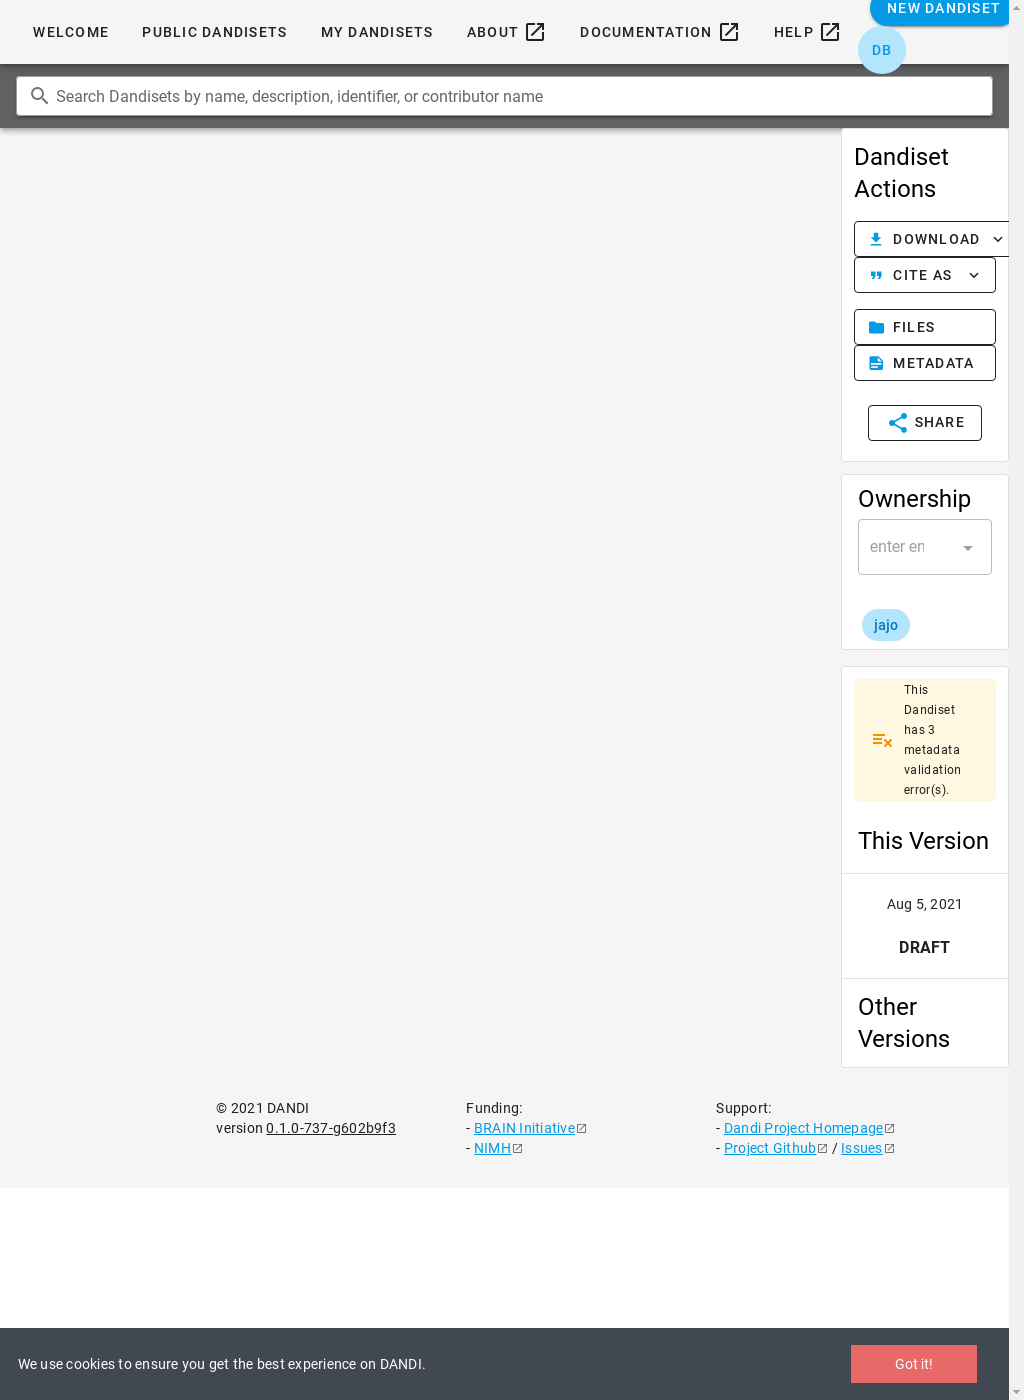 WELCOME
PUBLIC DANDISETS
MY DANDISETS
ABOUT
DOCUMENTATION
HELP
NEW DANDISET
DB
Search Dandisets by name, description, identifier, or contributor name
Dandiset
Actions
DOWNLOAD
CITE AS
FILES
METADATA
SHARE
Ownership
enter en
jajo
This
Dandiset
has 3
metadata
validation
error(s).
This Version
Aug 5, 2021
DRAFT
Other
Versions
© 2021 DANDI
version 0.1.0-737-g602b9f3
Funding:
- BRAIN Initiative
- NIMH
Support:
- Dandi Project Homepage
- Project Github / Issues
We use cookies to ensure you get the best experience on DANDI.
Got it!